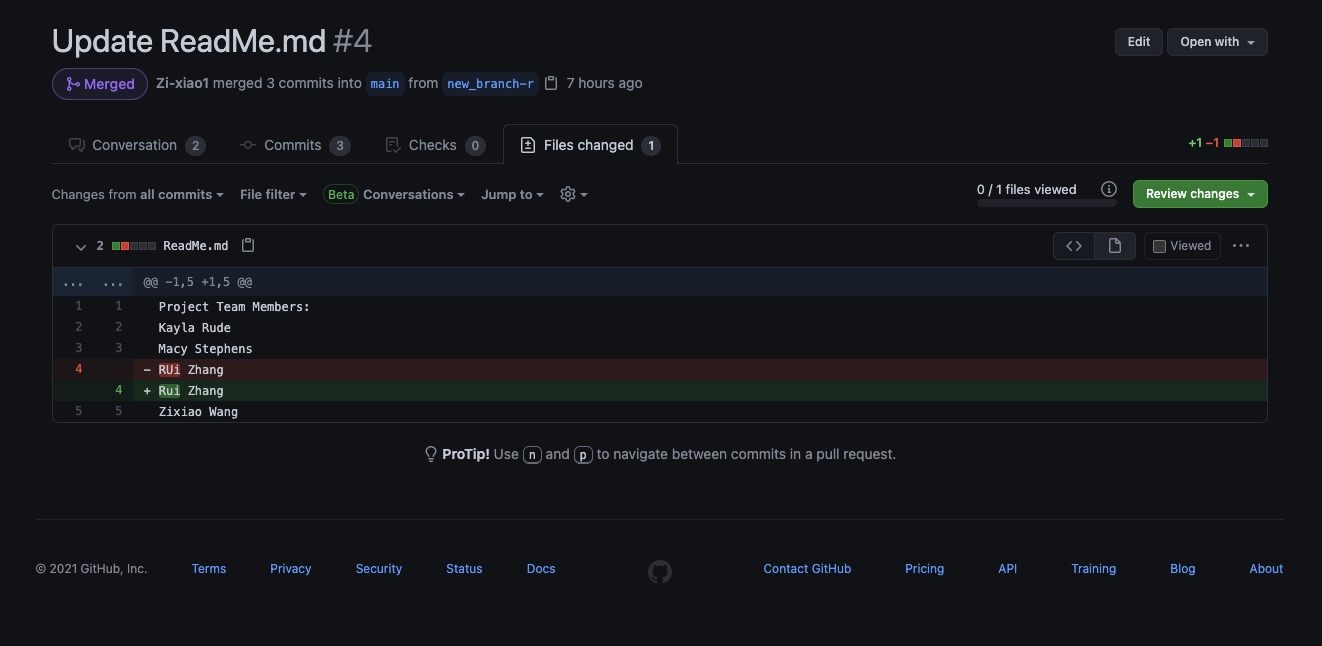 Update ReadMe.md #4
Edit
Open with
Merged
Zi-xiao1 merged 3 commits into main from new_branch-r 7 hours ago
Conversation 2
Commits 3
Checks 0
Files changed 1
+1 −1
Changes from all commits
File filter
Beta Conversations
Jump to
0 / 1 files viewed
Review changes
2 ReadMe.md
Viewed
... ... @@ -1,5 +1,5 @@
1 1 Project Team Members:
2 2 Kayla Rude
3 3 Macy Stephens
4 - RUi Zhang
4 + Rui Zhang
5 5 Zixiao Wang
ProTip! Use n and p to navigate between commits in a pull request.
© 2021 GitHub, Inc.
Terms
Privacy
Security
Status
Docs
Contact GitHub
Pricing
API
Training
Blog
About